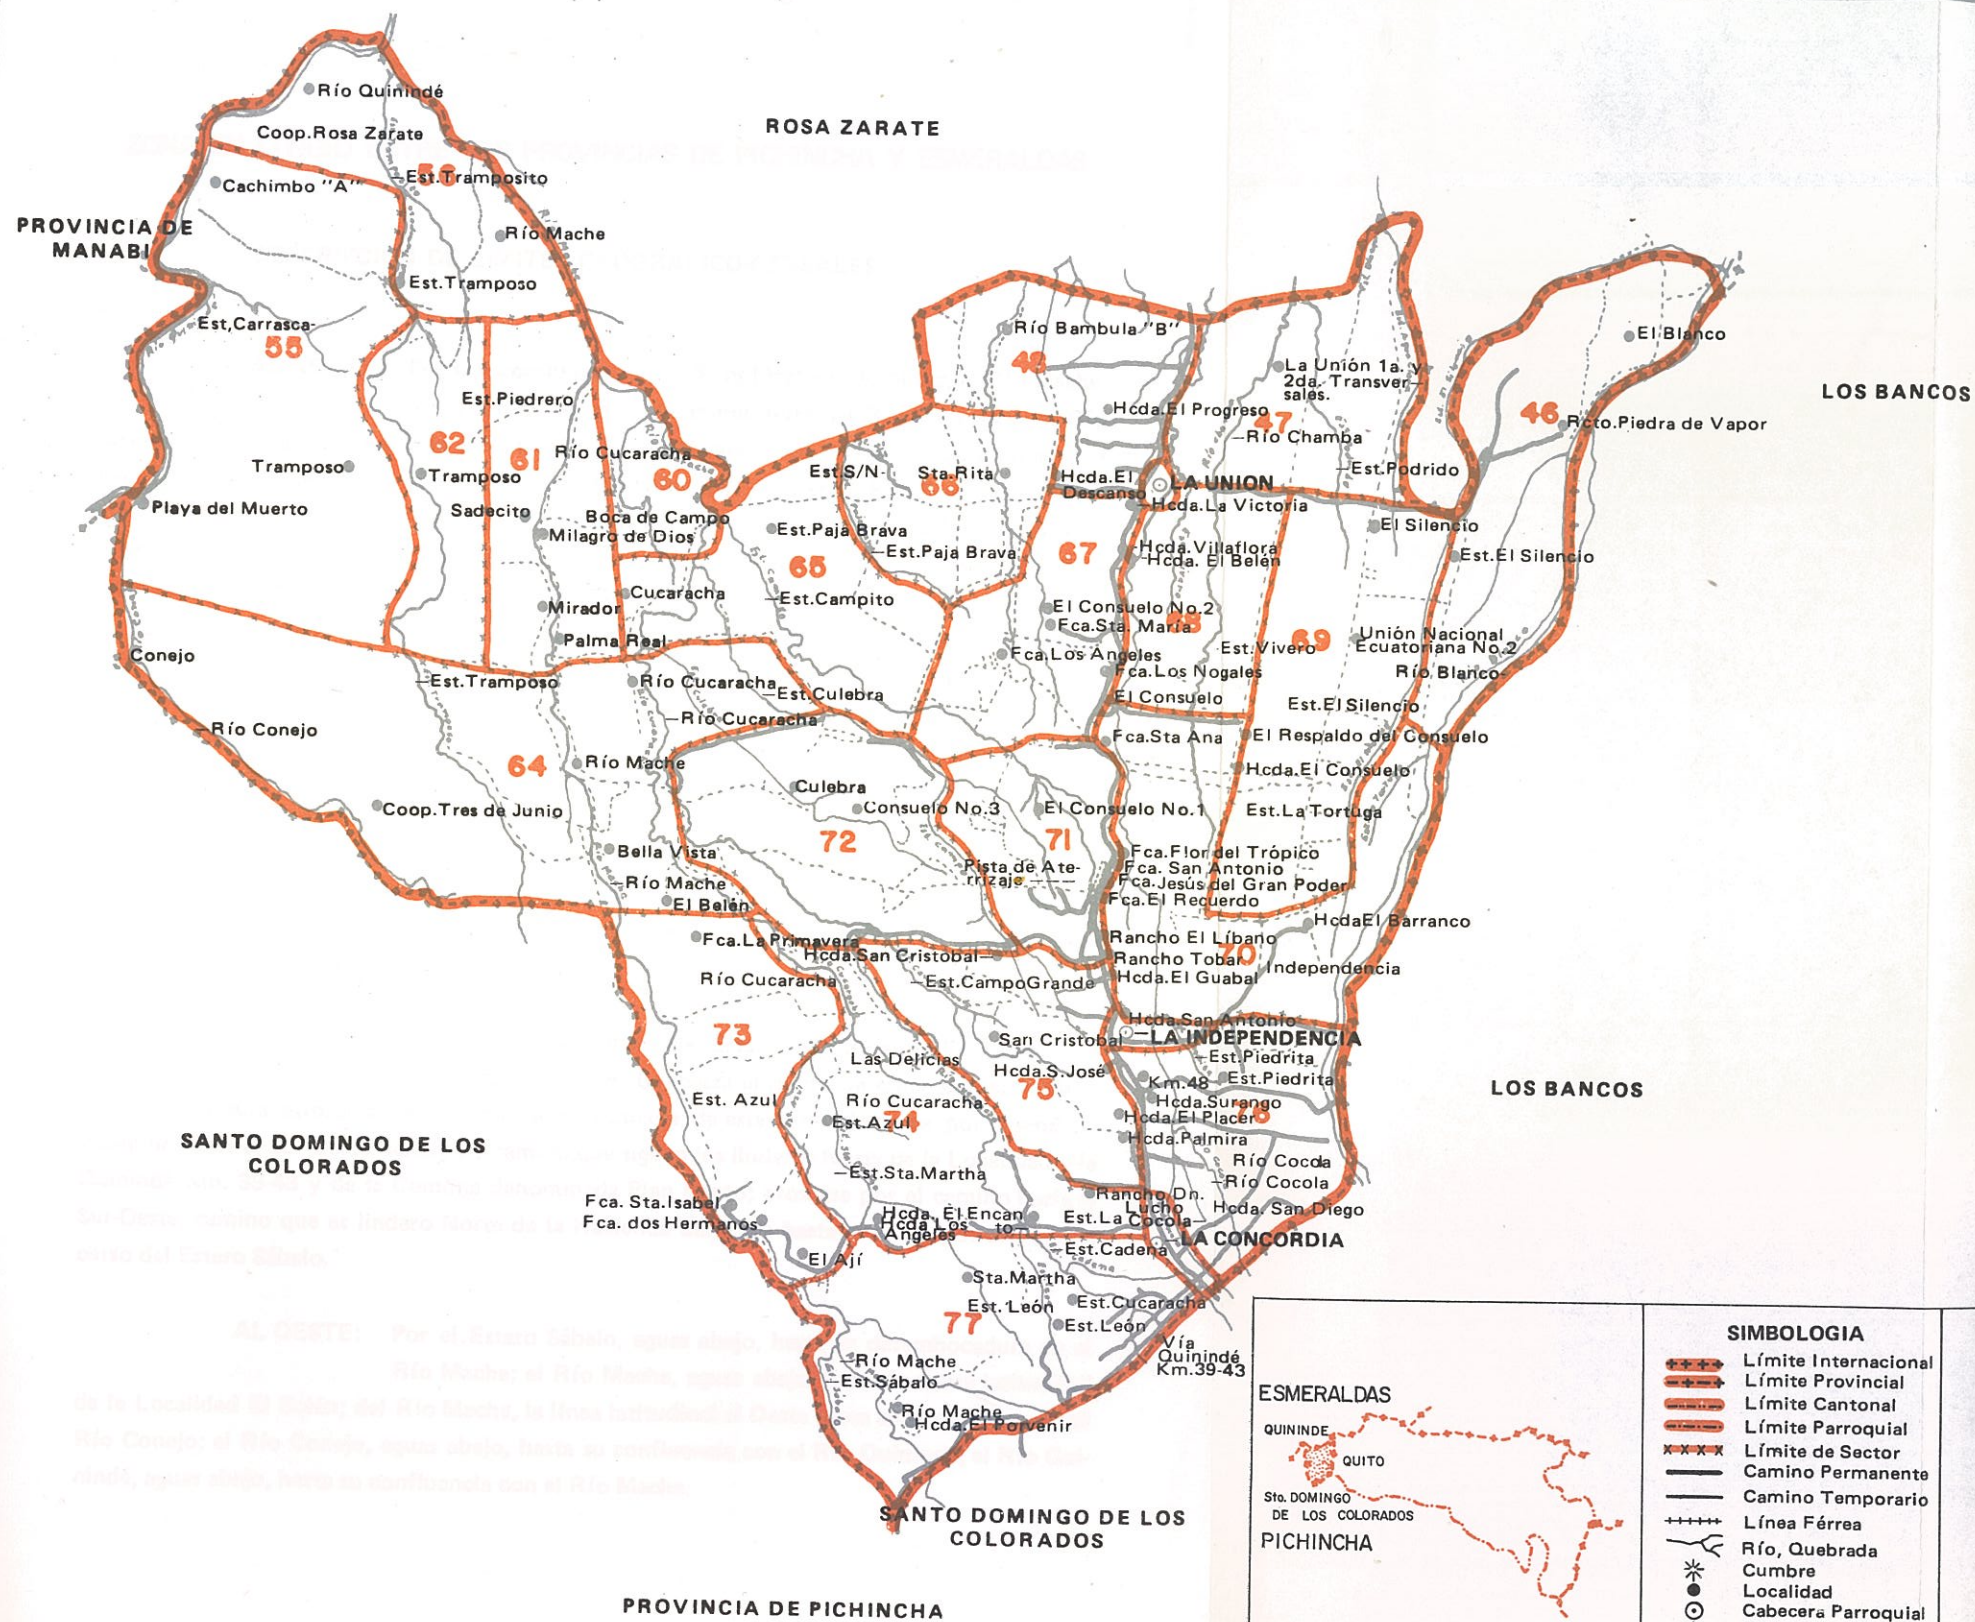 ROSA ZARATE
Río Quinindé
Coop.Rosa Zarate
Est.Tramposito
56
Cachimbo "A"
PROVINCIA DE
MANABI
Río Mache
Est.Tramposo
Est,Carrasca-
55
Río Bambula "B"
48
El Blanco
La Unión 1a. y
2da. Transver-
sales.
LOS BANCOS
Est.Piedrero
Hcda.El Progreso
47
46
Rcto.Piedra de Vapor
62
61
Río Cucaracha
60
Río Chamba
Tramposo
Tramposo
Est.S/N
Sta.Rita
66
Hcda.El
Descanso
Est.Podrido
LA UNION
Playa del Muerto
Sadecito
Boca de Campo
Hcda.La Victoria
Milagro de Dios
Est.Paja Brava
El Silencio
Est.Paja Brava
67
Hcda.Villaflora
Hcda. El Belén
Est.El Silencio
65
Cucaracha
Est.Campito
Mirador
El Consuelo No.2
Fca.Sta. María
68
Palma Real
Est.Vivero
69
Unión Nacional
Ecuatoriana No.2
Conejo
Fca.Los Angeles
Fca.Los Nogales
Río Blanco
Est.Tramposo
Río Cucaracha
Est.Culebra
El Consuelo
Est.El Silencio
Río Cucaracha
Río Conejo
Fca.Sta Ana
El Respaldo del Consuelo
64
Río Mache
Hcda.El Consuelo
Culebra
Coop.Tres de Junio
Consuelo No.3
El Consuelo No.1
Est.La Tortuga
72
71
Bella Vista
Fca.Flor del Trópico
Pista de Ate-
rrizaje
Fca. San Antonio
Río Mache
Fca.Jesús del Gran Poder
El Belén
Fca.El Recuerdo
Hcda El Barranco
Fca.La Primavera
Rancho El Líbano
Hcda.San Cristobal
Rancho Tobar
70
Independencia
Río Cucaracha
Est.CampoGrande
Hcda.El Guabal
73
Hcda.San Antonio
San Cristobal
LA INDEPENDENCIA
Las Delicias
Est.Piedrita
Hcda.S.José
75
Km.48
Est.Piedrita
LOS BANCOS
Est. Azul
Río Cucaracha
Hcda.Surango
76
Est.Azul
74
Hcda.El Placer
SANTO DOMINGO DE LOS
COLORADOS
Hcda.Palmira
Río Cocola
Est.Sta.Martha
Río Cocola
Fca. Sta.Isabel
Rancho Dn.
Lucho
Hcda. San Diego
Fca. dos Hermanos
Hcda. El Encan
to
Hcda Los
Angeles
Est.La Cocola
LA CONCORDIA
El Ají
Est.Cadena
Sta.Martha
Est. León
Est.Cucaracha
77
Est.León
Vía
Quinindé
Km.39-43
Río Mache
Est.Sábalo
Río Mache
Hcda.El Porvenir
SANTO DOMINGO DE LOS
COLORADOS
PROVINCIA DE PICHINCHA
ESMERALDAS
QUININDE
QUITO
Sto. DOMINGO
DE LOS COLORADOS
PICHINCHA
SIMBOLOGIA
Límite Internacional
Límite Provincial
Límite Cantonal
Límite Parroquial
Límite de Sector
Camino Permanente
Camino Temporario
Línea Férrea
Río, Quebrada
Cumbre
Localidad
Cabecera Parroquial